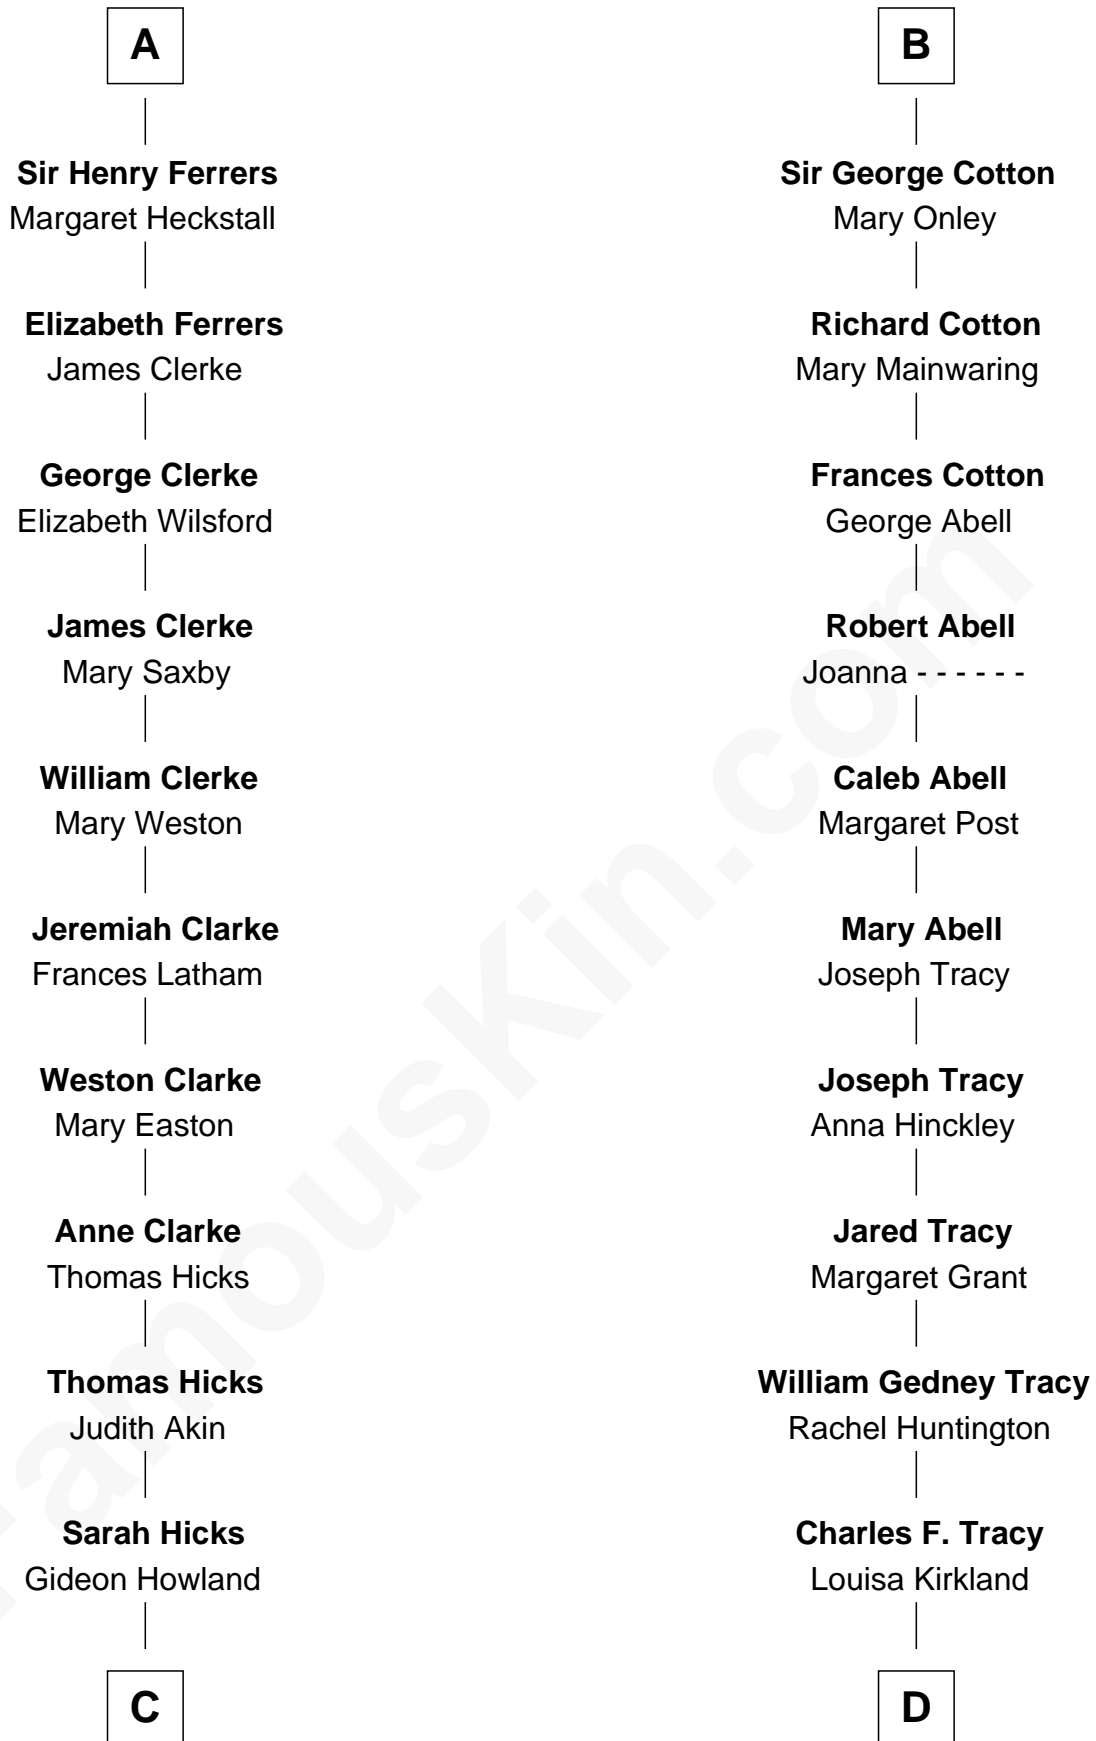 A
Sir Henry Ferrers
Margaret Heckstall
Elizabeth Ferrers
James Clerke
George Clerke
Elizabeth Wilsford
James Clerke
Mary Saxby
William Clerke
Mary Weston
Jeremiah Clarke
Frances Latham
Weston Clarke
Mary Easton
Anne Clarke
Thomas Hicks
Thomas Hicks
Judith Akin
Sarah Hicks
Gideon Howland
C
B
Sir George Cotton
Mary Onley
Richard Cotton
Mary Mainwaring
Frances Cotton
George Abell
Robert Abell
Joanna - - - - - -
Caleb Abell
Margaret Post
Mary Abell
Joseph Tracy
Joseph Tracy
Anna Hinckley
Jared Tracy
Margaret Grant
William Gedney Tracy
Rachel Huntington
Charles F. Tracy
Louisa Kirkland
D
FamousKin.com